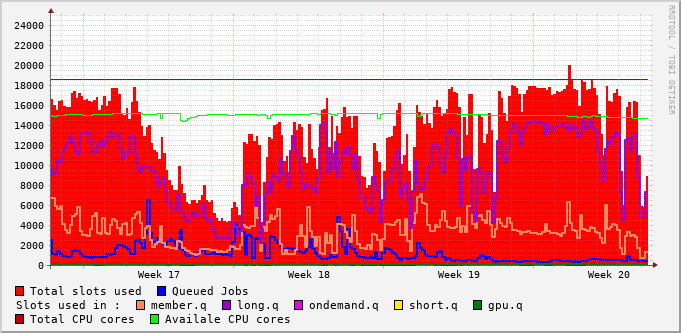 RRDTOOL / TOBI OETIKER
24000
22000
20000
18000
16000
14000
12000
10000
8000
6000
4000
2000
0
Week 17 Week 18 Week 19 Week 20
Total slots used Queued Jobs
Slots used in : member.q long.q ondemand.q short.q gpu.q
Total CPU cores Availale CPU cores